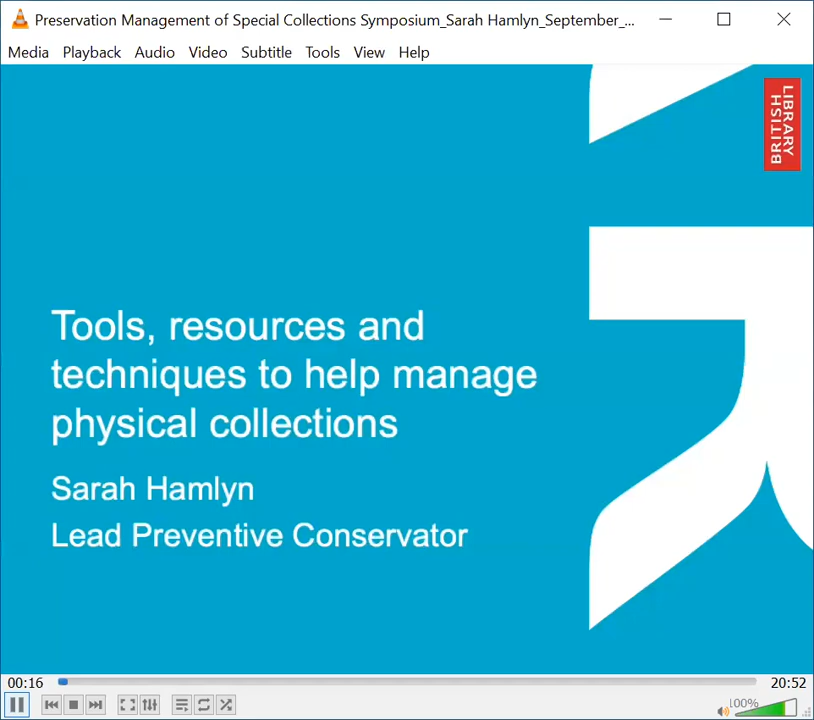 Preservation Management of Special Collections Symposium_Sarah Hamlyn_September_...
Media Playback Audio Video Subtitle Tools View Help
BRITISH
LIBRARY
Tools, resources and
techniques to help manage
physical collections
Sarah Hamlyn
Lead Preventive Conservator
00:16 20:52
100%